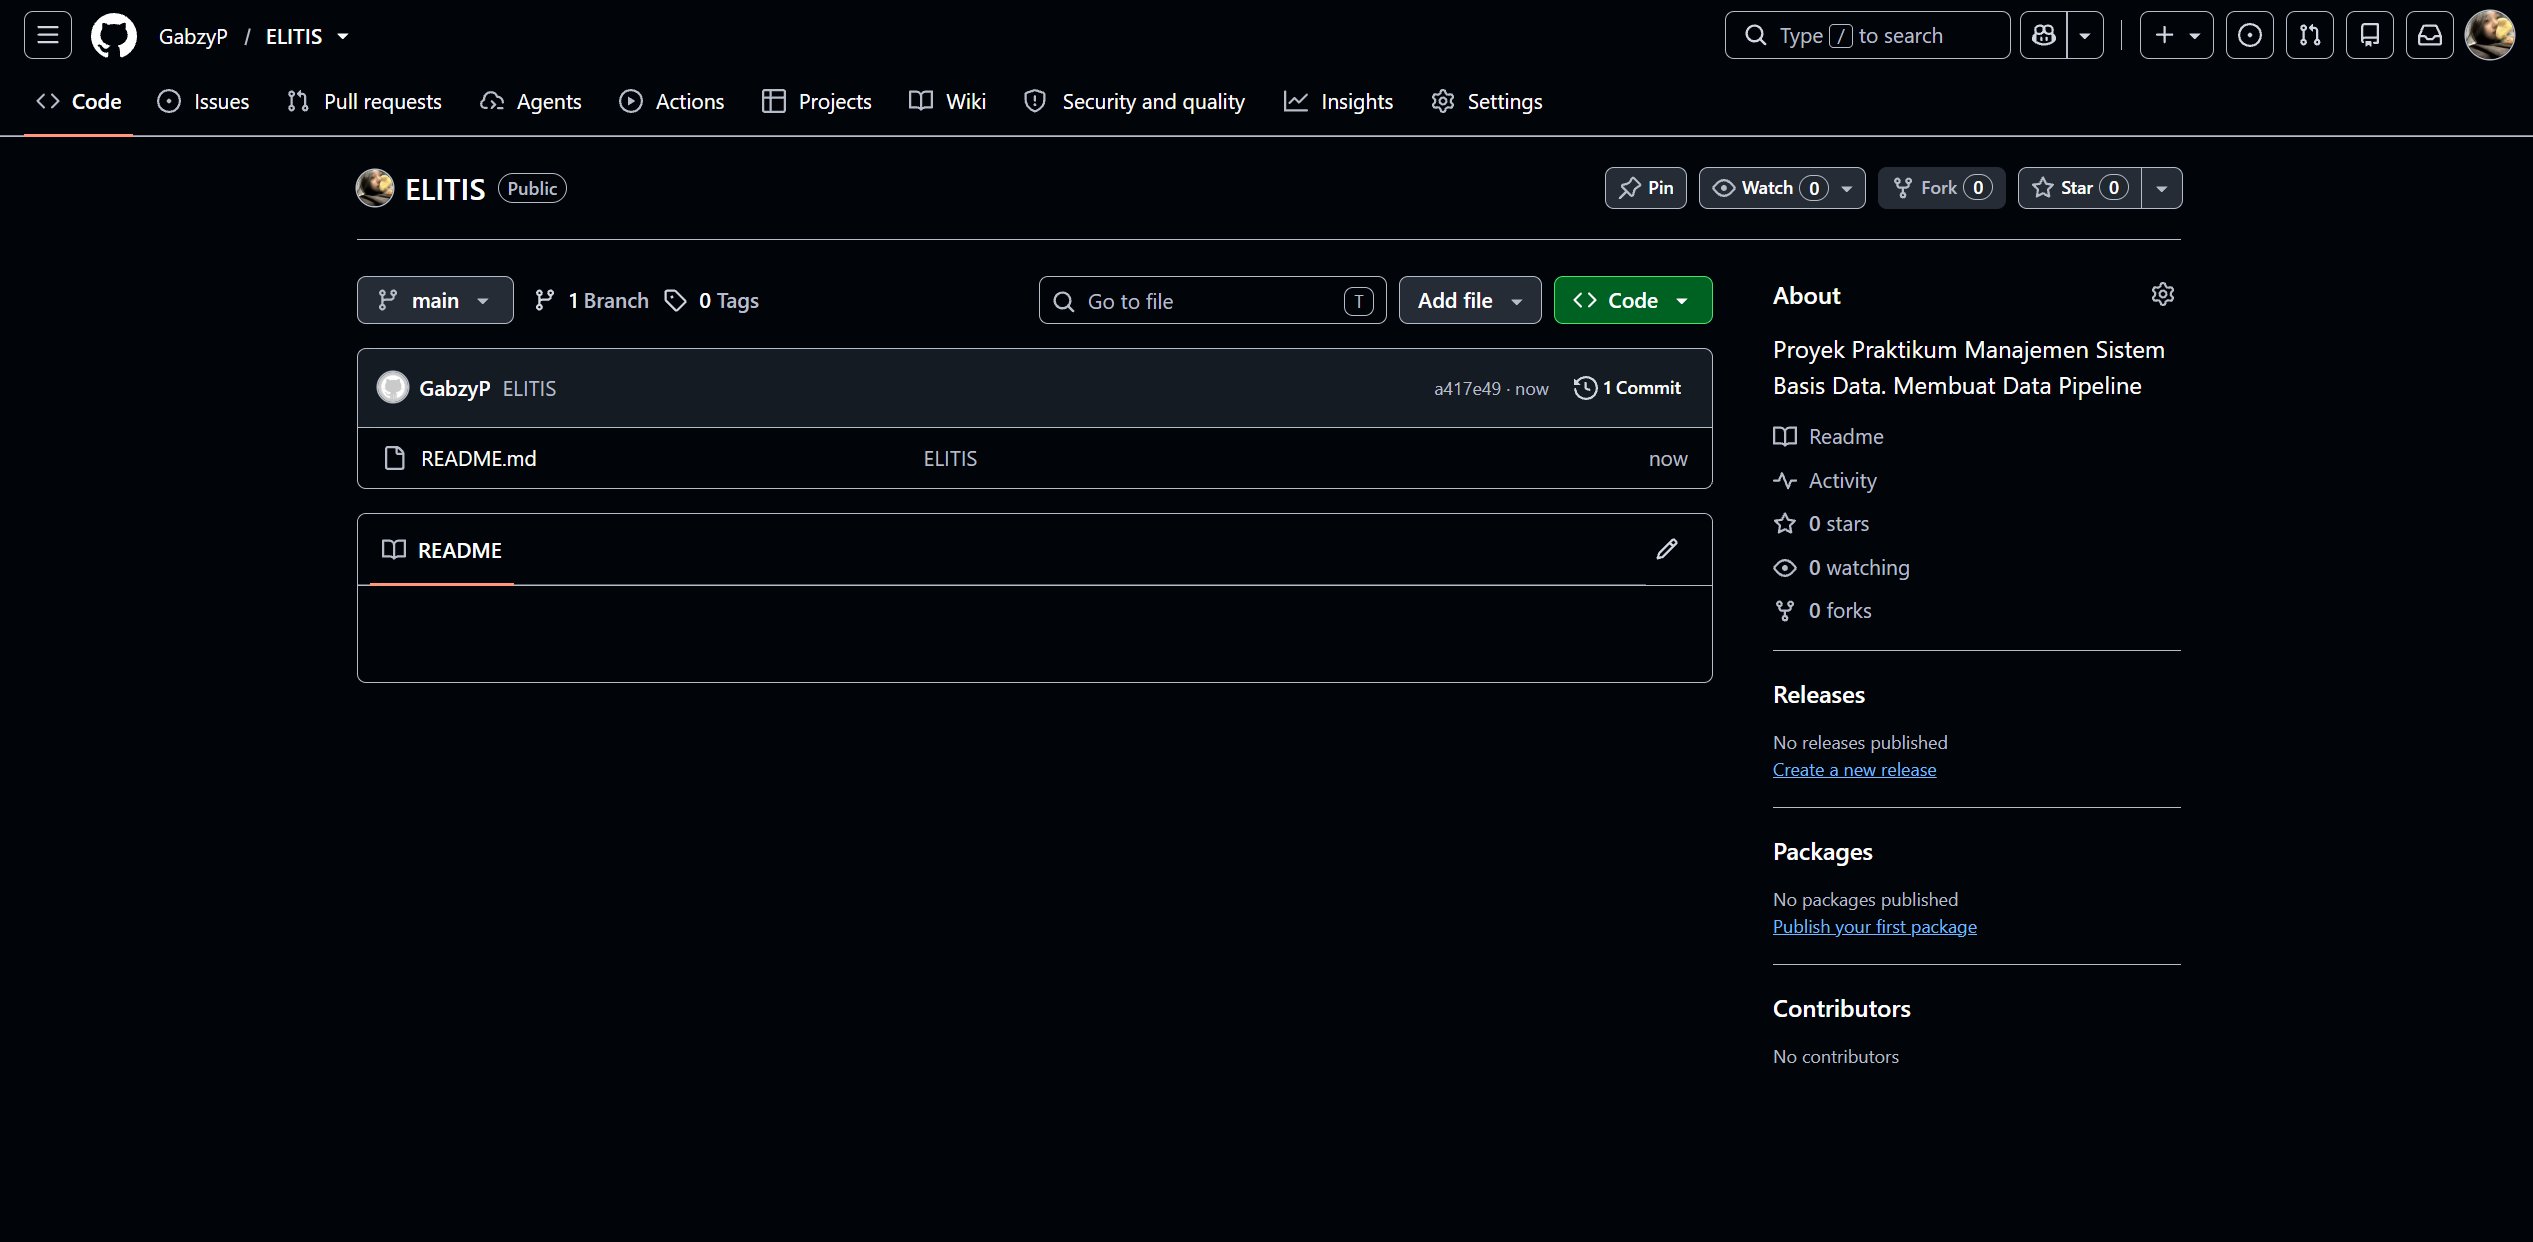 GabzyP / ELITIS
Type / to search
Code Issues Pull requests Agents Actions Projects Wiki Security and quality Insights Settings
ELITIS Public
Pin Watch 0 Fork 0 Star 0
main 1 Branch 0 Tags
Go to file T Add file Code
GabzyP ELITIS a417e49 · now 1 Commit
README.md ELITIS now
README
About
Proyek Praktikum Manajemen Sistem
Basis Data. Membuat Data Pipeline
Readme
Activity
0 stars
0 watching
0 forks
Releases
No releases published
Create a new release
Packages
No packages published
Publish your first package
Contributors
No contributors